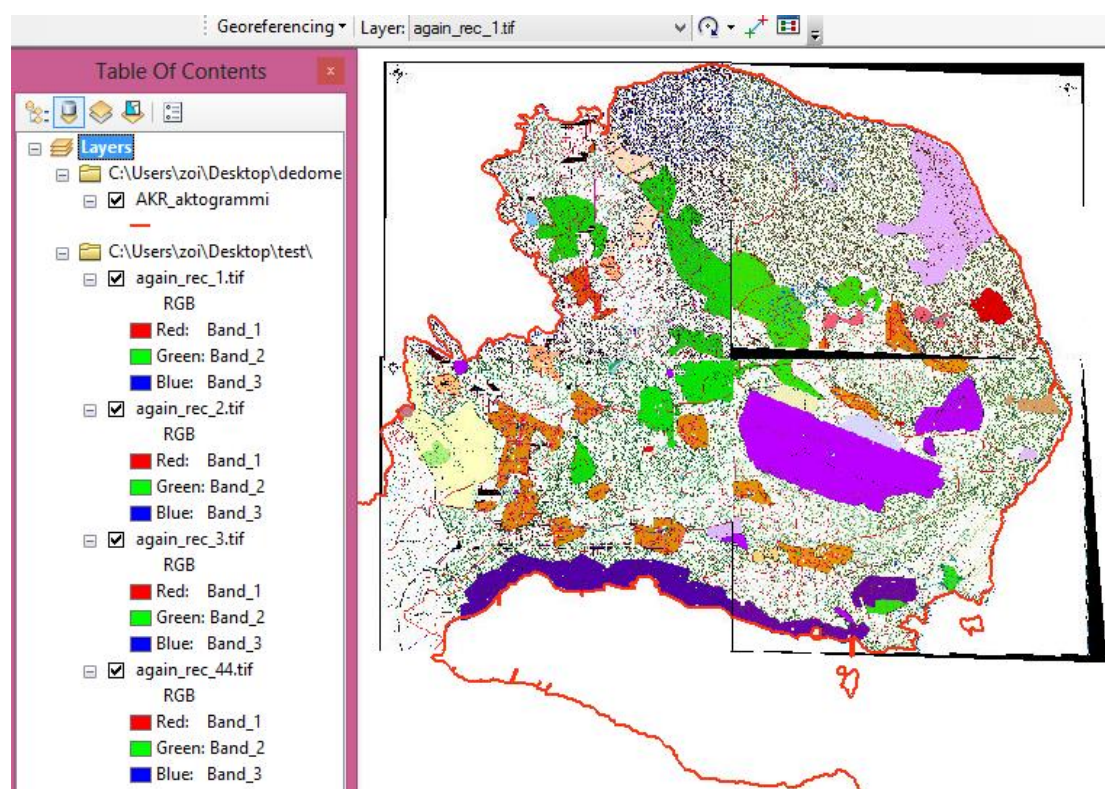 Georeferencing Layer: again_rec_1.tif
Table Of Contents
Layers
C:\Users\zoi\Desktop\dedome
AKR_aktogrammi
C:\Users\zoi\Desktop\test\
again_rec_1.tif
RGB
Red: Band_1
Green: Band_2
Blue: Band_3
again_rec_2.tif
RGB
Red: Band_1
Green: Band_2
Blue: Band_3
again_rec_3.tif
RGB
Red: Band_1
Green: Band_2
Blue: Band_3
again_rec_44.tif
RGB
Red: Band_1
Green: Band_2
Blue: Band_3